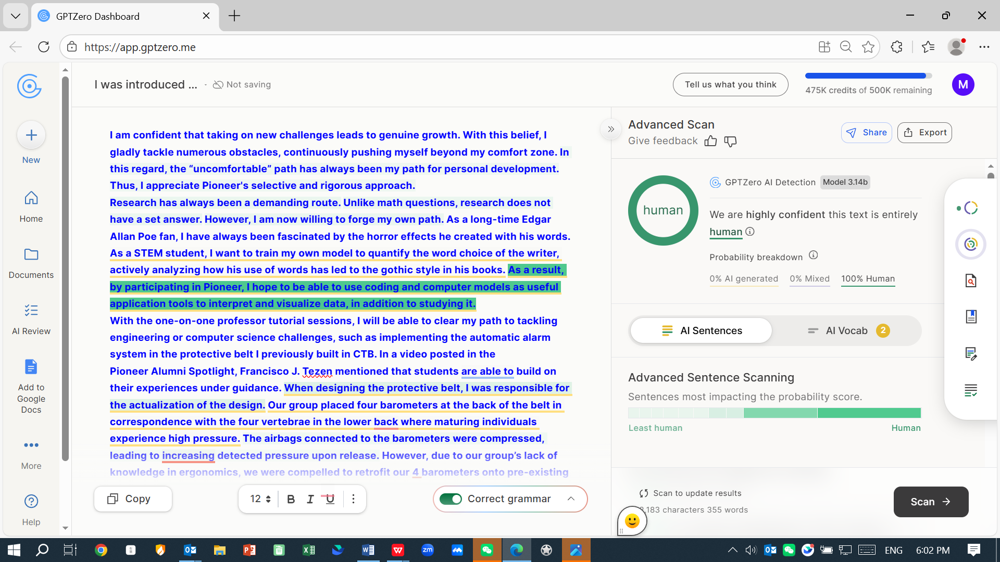 GPTZero Dashboard
https://app.gptzero.me
I was introduced ...
- Not saving
Tell us what you think
475K credits of 500K remaining
M
New
Home
Documents
AI Review
Add to
Google
Docs
More
Help
I am confident that taking on new challenges leads to genuine growth. With this belief, I
gladly tackle numerous obstacles, continuously pushing myself beyond my comfort zone. In
this regard, the “uncomfortable” path has always been my path for personal development.
Thus, I appreciate Pioneer's selective and rigorous approach.
Research has always been a demanding route. Unlike math questions, research does not
have a set answer. However, I am now willing to forge my own path. As a long-time Edgar
Allan Poe fan, I have always been fascinated by the horror effects he created with his words.
As a STEM student, I want to train my own model to quantify the word choice of the writer,
actively analyzing how his use of words has led to the gothic style in his books. As a result,
by participating in Pioneer, I hope to be able to use coding and computer models as useful
application tools to interpret and visualize data, in addition to studying it.
With the one-on-one professor tutorial sessions, I will be able to clear my path to tackling
engineering or computer science challenges, such as implementing the automatic alarm
system in the protective belt I previously built in CTB. In a video posted in the
Pioneer Alumni Spotlight, Francisco J. Tezen mentioned that students are able to build on
their experiences under guidance. When designing the protective belt, I was responsible for
the actualization of the design. Our group placed four barometers at the back of the belt in
correspondence with the four vertebrae in the lower back where maturing individuals
experience high pressure. The airbags connected to the barometers were compressed,
leading to increasing detected pressure upon release. However, due to our group’s lack of
knowledge in ergonomics, we were compelled to retrofit our 4 barometers onto pre-existing
Copy
12
B I U
Correct grammar
Advanced Scan
Give feedback
Share
Export
human
GPTZero AI Detection Model 3.14b
We are highly confident this text is entirely
human
Probability breakdown
0% AI generated 0% Mixed 100% Human
AI Sentences
AI Vocab 2
Advanced Sentence Scanning
Sentences most impacting the probability score.
Least human
Human
Scan to update results
,183 characters 355 words
Scan
ENG
6:02 PM